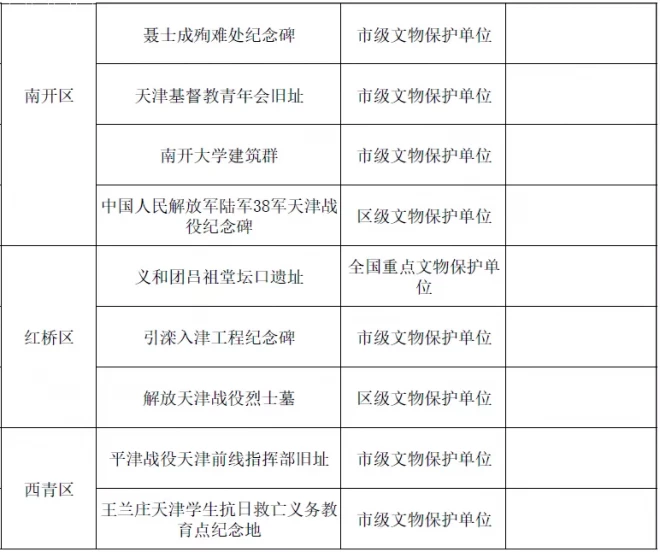 南开区
聂士成殉难处纪念碑 市级文物保护单位
天津基督教青年会旧址 市级文物保护单位
南开大学建筑群 市级文物保护单位
中国人民解放军陆军38军天津战
役纪念碑 区级文物保护单位
红桥区
义和团吕祖堂坛口遗址 全国重点文物保护单
位
引滦入津工程纪念碑 市级文物保护单位
解放天津战役烈士墓 区级文物保护单位
西青区
平津战役天津前线指挥部旧址 市级文物保护单位
王兰庄天津学生抗日救亡义务教
育点纪念地 市级文物保护单位